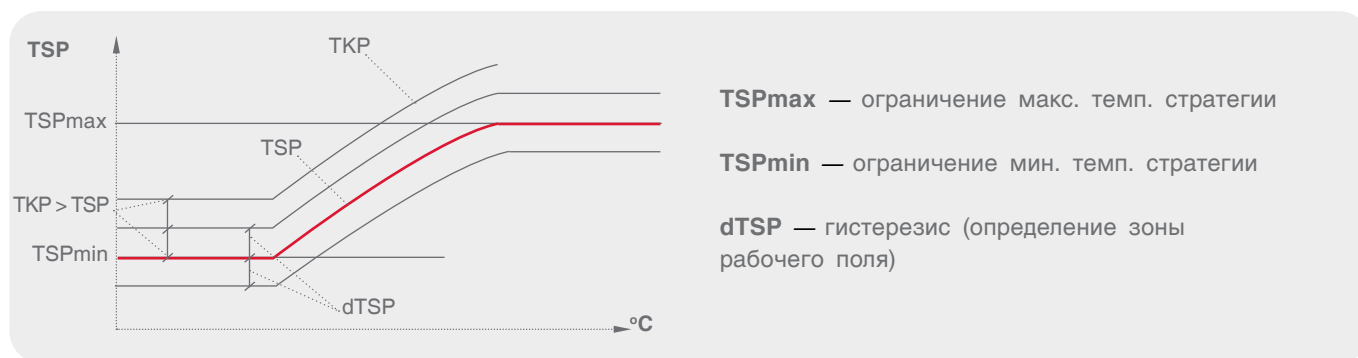 TSP
TKP
TSPmax
TSP
TKP > TSP
TSPmin
dTSP
ºC
TSPmax — ограничение макс. темп. стратегии
TSPmin — ограничение мин. темп. стратегии
dTSP — гистерезис (определение зоны
рабочего поля)